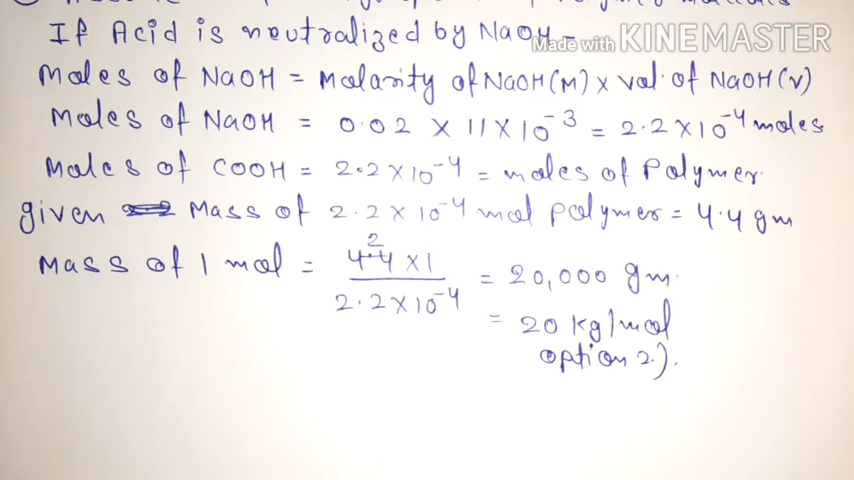 If Acid is neutralized by NaOH -
Made with KINEMASTER
Moles of NaOH = Molarity of NaOH(M) x vol. of NaOH (v)
Moles of NaOH = 0.02 × 11×10⁻³ = 2.2×10⁻⁴ moles
Moles of COOH = 2.2×10⁻⁴ = moles of Polymer.
given Mass of 2.2×10⁻⁴ mol polymer = 4.4 gm
2
Mass of 1 mol = 4.4 ×1 / 2.2×10⁻⁴ = 20,000 gm.
= 20 kg/mol
option 2.).